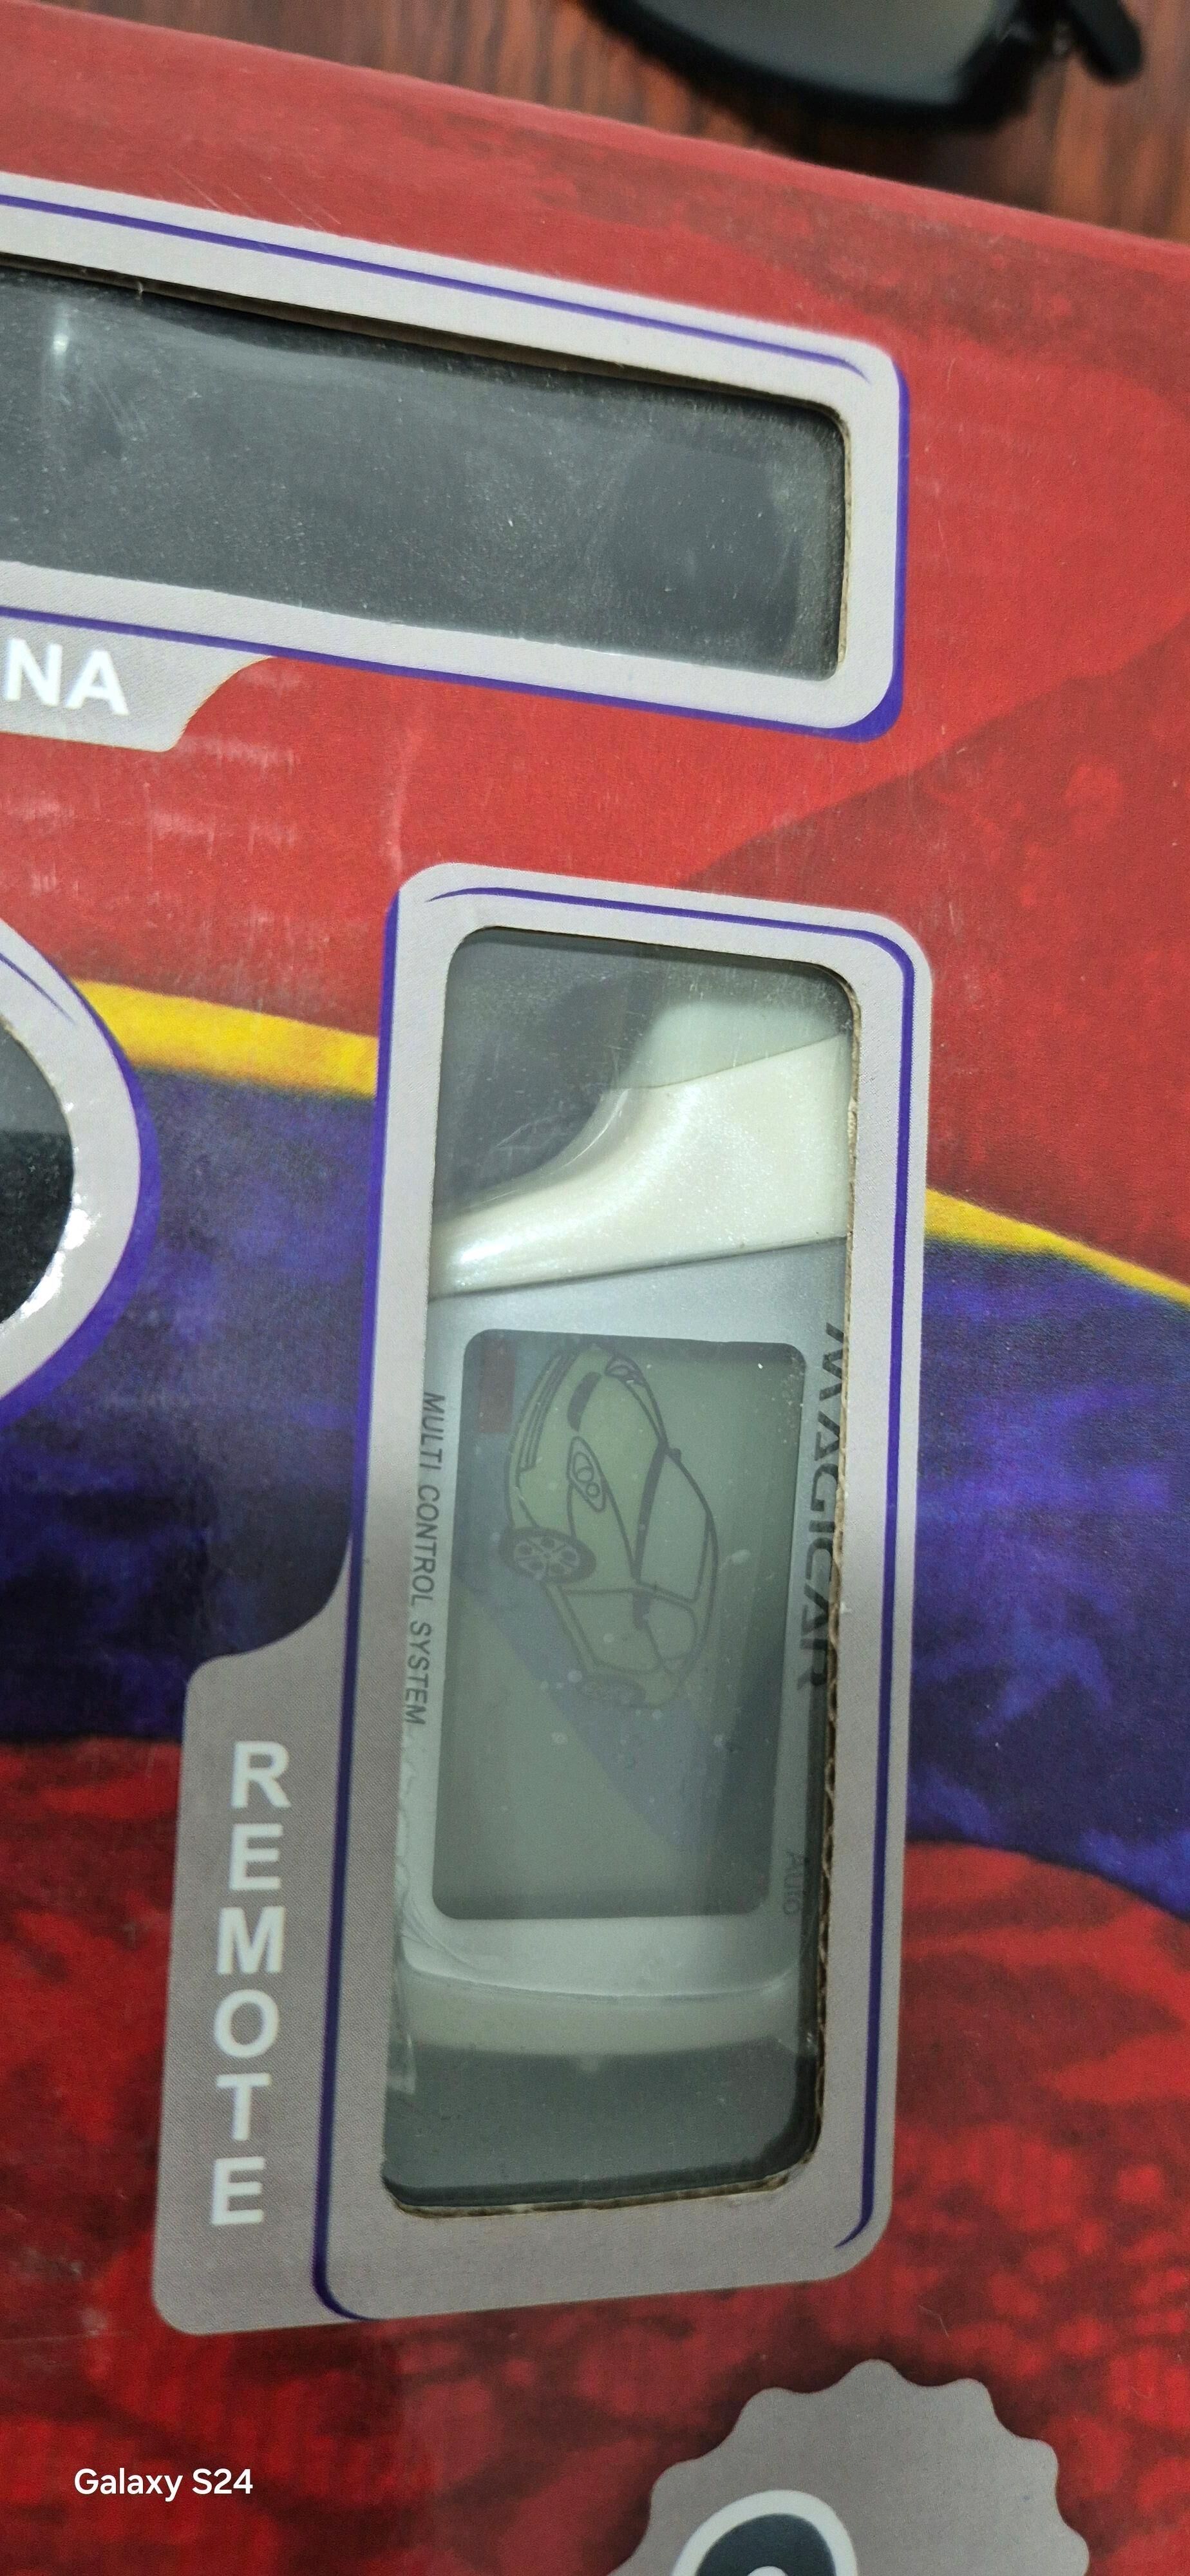 NA
MAGICAR
MULTI CONTROL SYSTEM
Auto
REMOTE
Galaxy S24